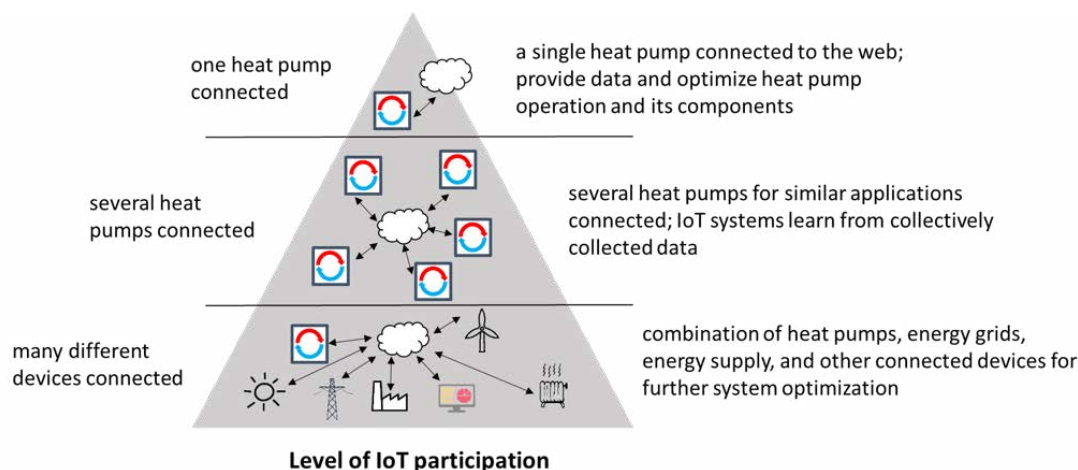 one heat pump
connected
a single heat pump connected to the web;
provide data and optimize heat pump
operation and its components
several heat
pumps connected
several heat pumps for similar applications
connected; IoT systems learn from collectively
collected data
many different
devices connected
combination of heat pumps, energy grids,
energy supply, and other connected devices for
further system optimization
Level of IoT participation